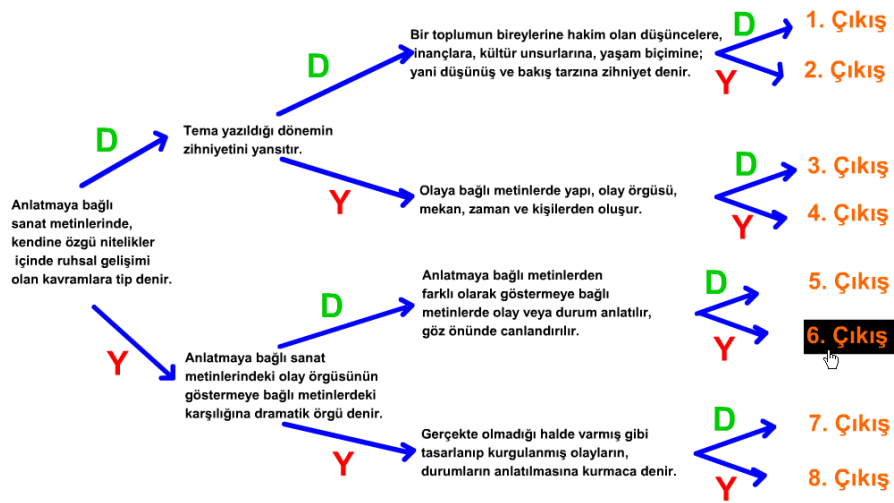 Anlatmaya bağlı
sanat metinlerinde,
kendine özgü nitelikler
içinde ruhsal gelişimi
olan kavramlara tip denir.
D
Y
Tema yazıldığı dönemin
zihniyetini yansıtır.
D
Y
Anlatmaya bağlı sanat
metinlerindeki olay örgüsünün
göstermeye bağlı metinlerdeki
karşılığına dramatik örgü denir.
D
Y
Bir toplumun bireylerine hakim olan düşüncelere,
inançlara, kültür unsurlarına, yaşam biçimine;
yani düşünüş ve bakış tarzına zihniyet denir.
D
Y
1. Çıkış
2. Çıkış
Olaya bağlı metinlerde yapı, olay örgüsü,
mekan, zaman ve kişilerden oluşur.
D
Y
3. Çıkış
4. Çıkış
Anlatmaya bağlı metinlerden
farklı olarak göstermeye bağlı
metinlerde olay veya durum anlatılır,
göz önünde canlandırılır.
D
Y
5. Çıkış
6. Çıkış
Gerçekte olmadığı halde varmış gibi
tasarlanıp kurgulanmış olayların,
durumların anlatılmasına kurmaca denir.
D
Y
7. Çıkış
8. Çıkış